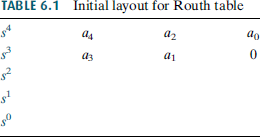 TABLE 6.1 Initial layout for Routh table
s⁴ a₄ a₂ a₀
s³ a₃ a₁ 0
s²
s¹
s⁰